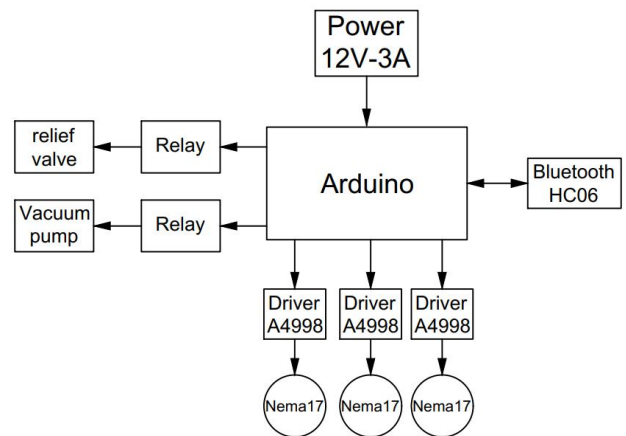 Power
12V-3A
relief
valve
Relay
Arduino
Bluetooth
HC06
Vacuum
pump
Relay
Driver
A4998
Driver
A4998
Driver
A4998
Nema17
Nema17
Nema17